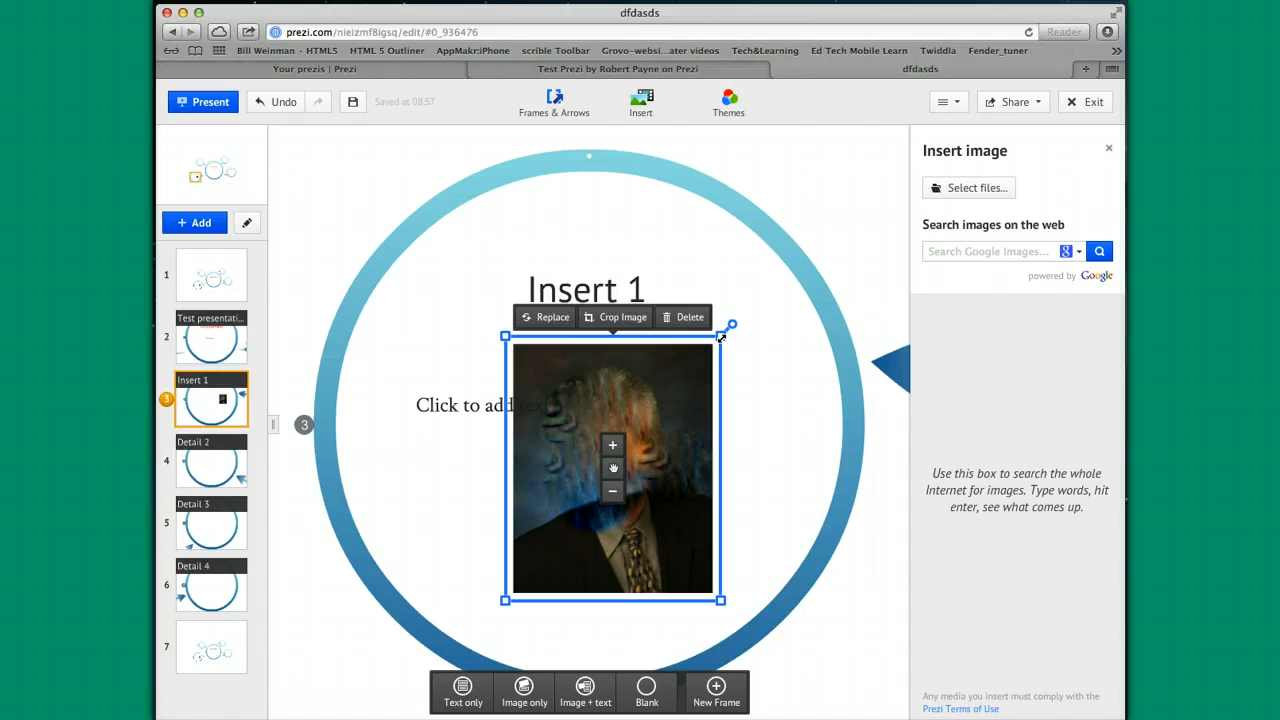 dfdasds
prezi.com/nieizmf8igsq/edit/#0_936476
Reader
Bill Weinman - HTML5 HTML 5 Outliner AppMakr:iPhone scrible Toolbar Grovo-websi...ater videos Tech&Learning Ed Tech Mobile Learn Twiddla Fender_tuner
Your prezis | Prezi Test Prezi by Robert Payne on Prezi dfdasds
Present Undo Saved at 08:57 Frames & Arrows Insert Themes Share Exit
Insert image
Select files...
Add
Search images on the web
Search Google Images...
powered by Google
1
Test presentati...
2
Insert 1
3
Detail 2
4
Detail 3
5
Detail 4
6
7
Insert 1
Replace Crop Image Delete
Click to add text
3
Use this box to search the whole
Internet for images. Type words, hit
enter, see what comes up.
Text only Image only Image + text Blank New Frame
Any media you insert must comply with the
Prezi Terms of Use